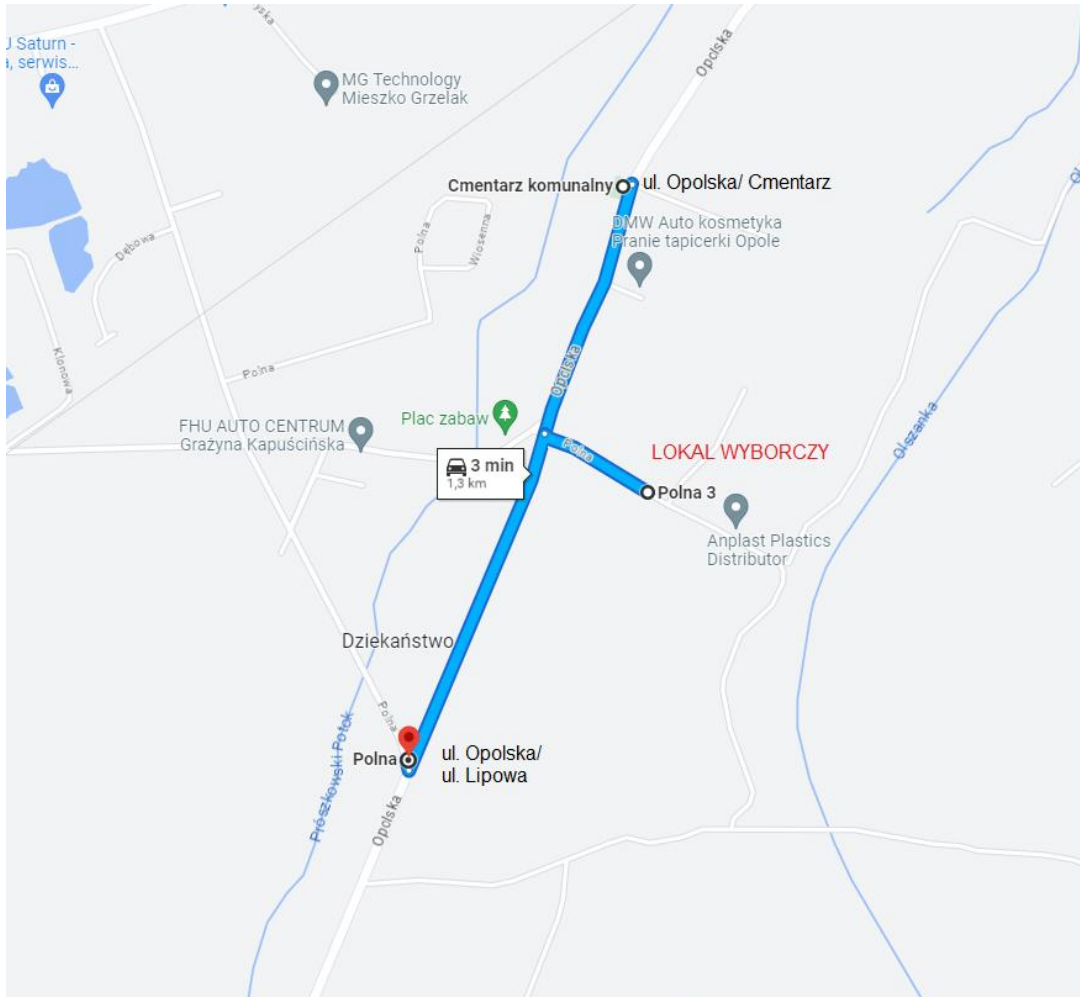 J Saturn -
a, serwis...
Opolska
MG Technology
Mieszko Grzelak
Cmentarz komunalny
ul. Opolska/ Cmentarz
DMW Auto kosmetyka
Pranie tapicerki Opole
Polna
Wiosenna
Dębowa
Klonowa
Polna
Opolska
Plac zabaw
FHU AUTO CENTRUM
Grażyna Kapuścińska
Polna
LOKAL WYBORCZY
Olszanka
3 min
1,3 km
Polna 3
Anplast Plastics
Distributor
Dziekaństwo
Polna
Polna
ul. Opolska/
ul. Lipowa
Prószkowski Potok
Opolska